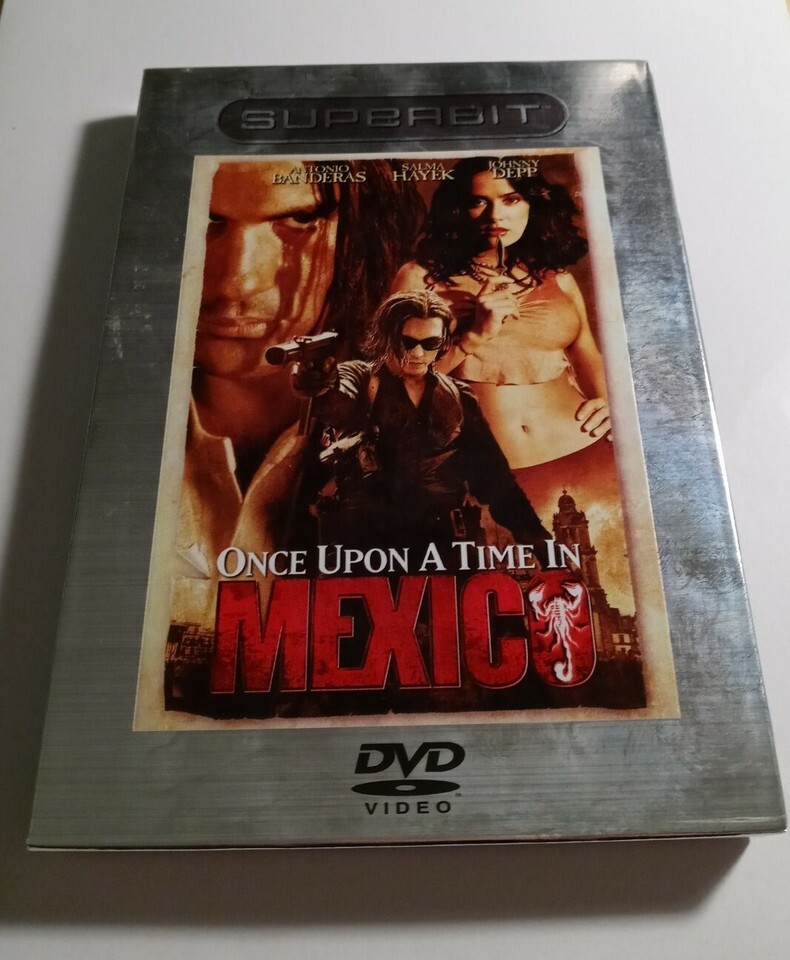 SUPERBIT
ANTONIO SALMA JOHNNY
BANDERAS HAYEK DEPP
ONCE UPON A TIME IN
MEXICO
DVD
VIDEO